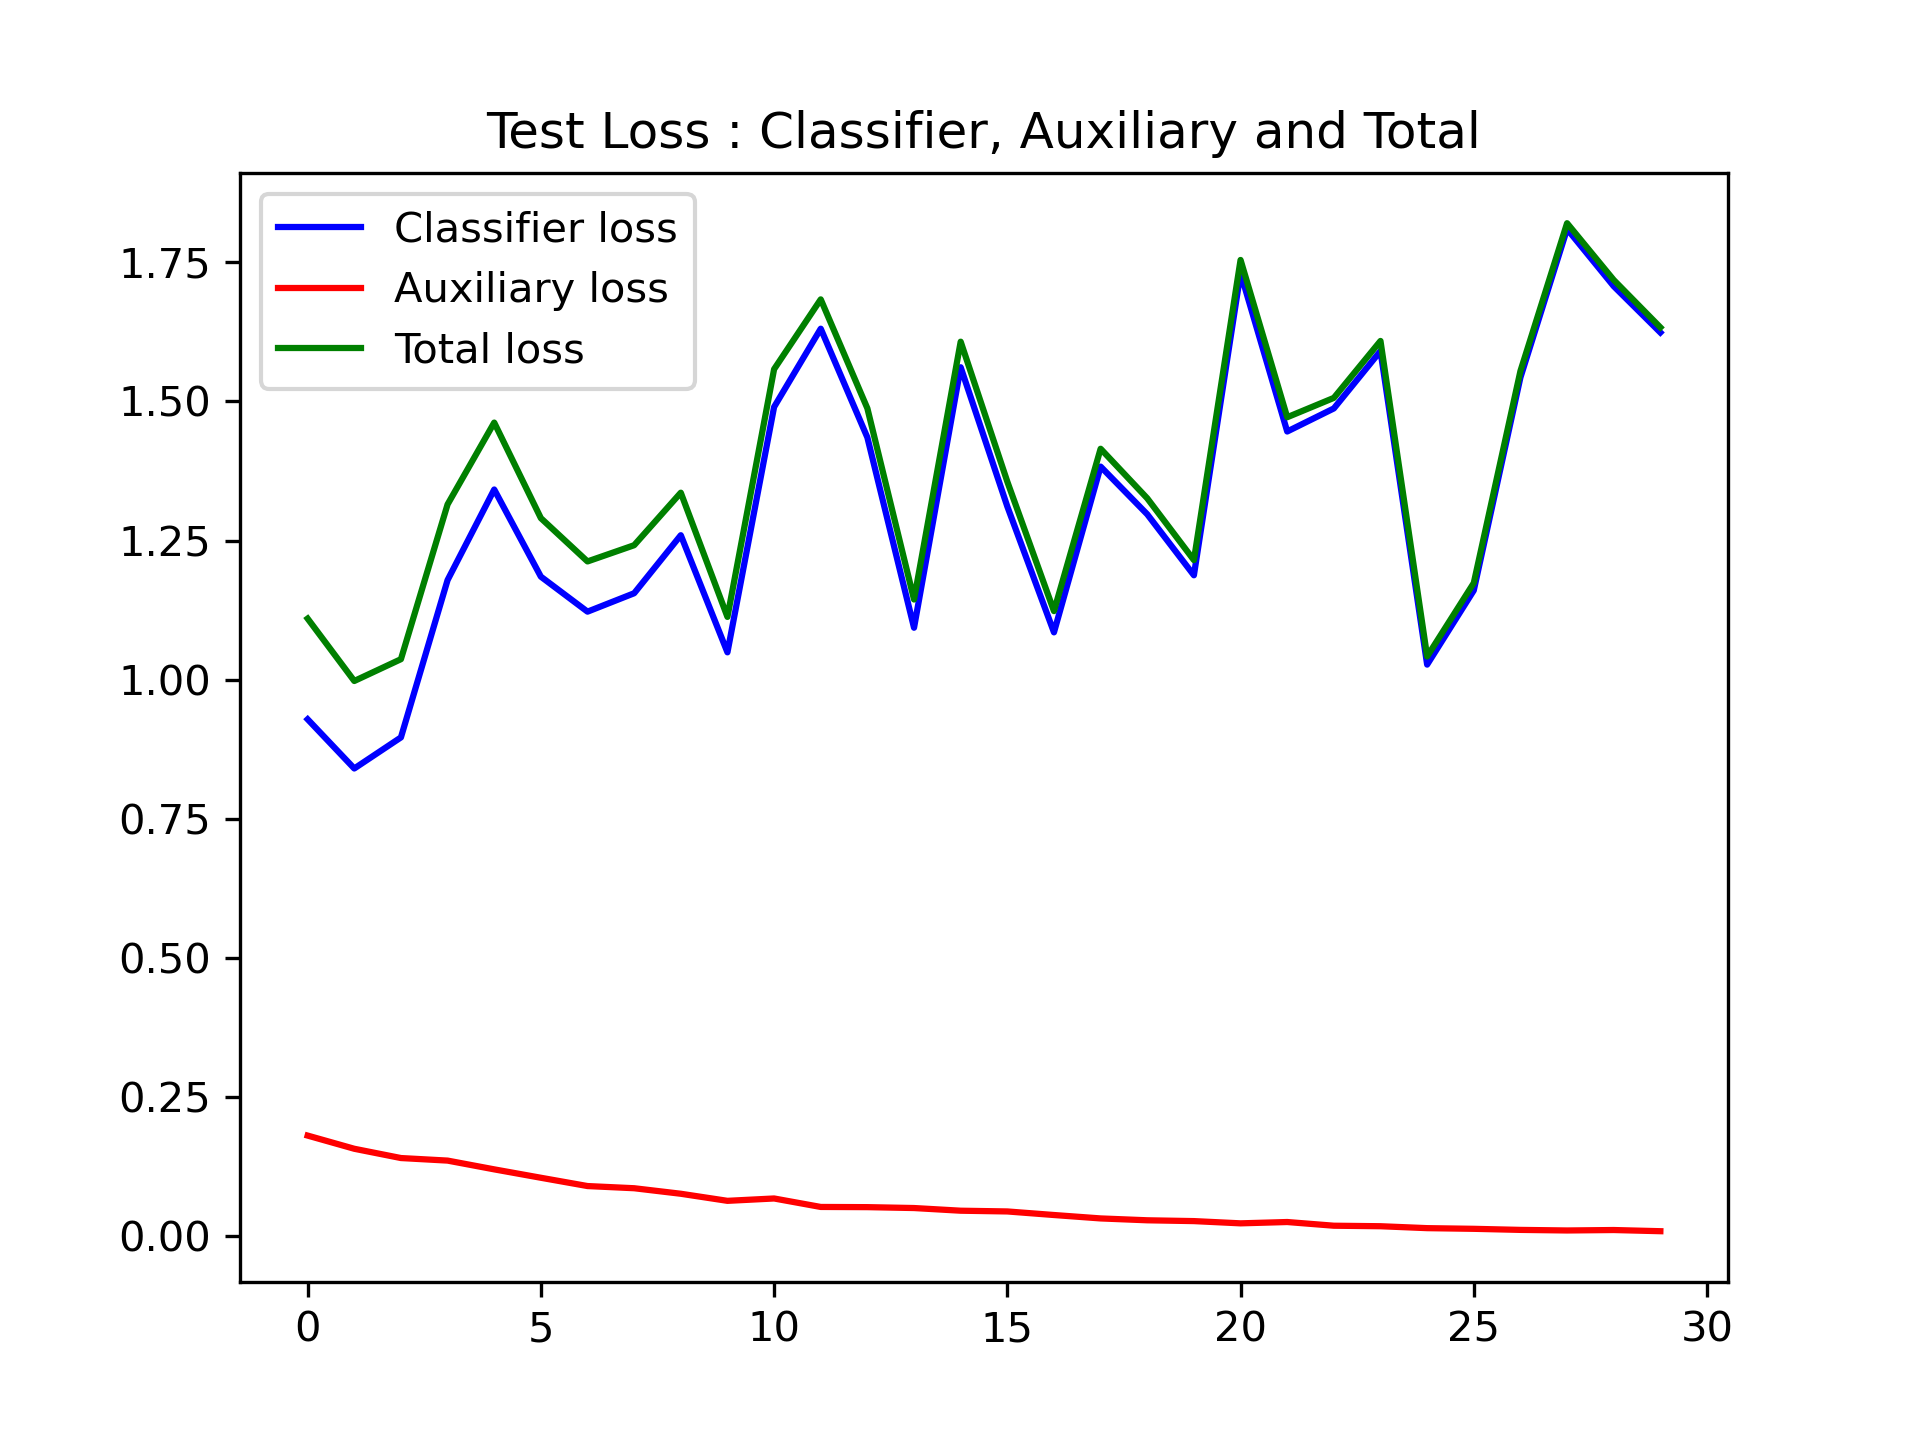 Test Loss : Classifier, Auxiliary and Total
Classifier loss
Auxiliary loss
Total loss
1.75
1.50
1.25
1.00
0.75
0.50
0.25
0.00
0 5 10 15 20 25 30